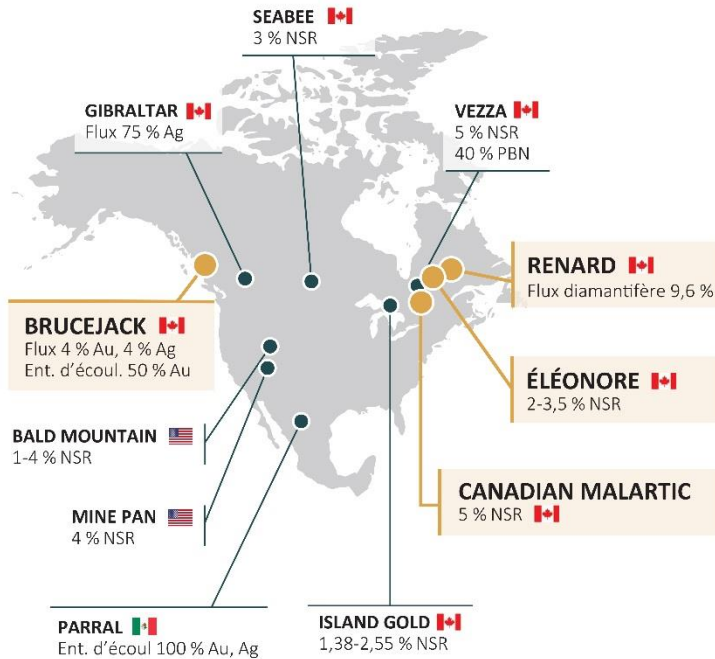 SEABEE
3 % NSR
GIBRALTAR
Flux 75 % Ag
VEZZA
5 % NSR
40 % PBN
RENARD
Flux diamantifère 9,6 %
BRUCEJACK
Flux 4 % Au, 4 % Ag
Ent. d'écoul. 50 % Au
ÉLÉONORE
2-3,5 % NSR
BALD MOUNTAIN
1-4 % NSR
CANADIAN MALARTIC
5 % NSR
MINE PAN
4 % NSR
PARRAL
Ent. d'écoul 100 % Au, Ag
ISLAND GOLD
1,38-2,55 % NSR